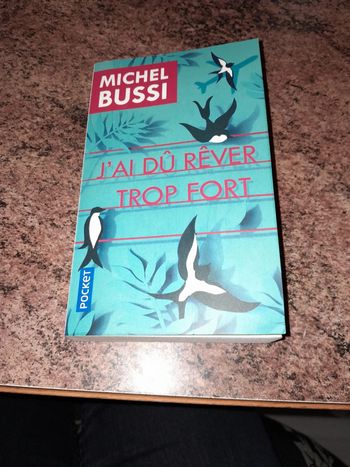 MICHEL
BUSSI
J'AI DÛ RÊVER
TROP FORT
POCKET